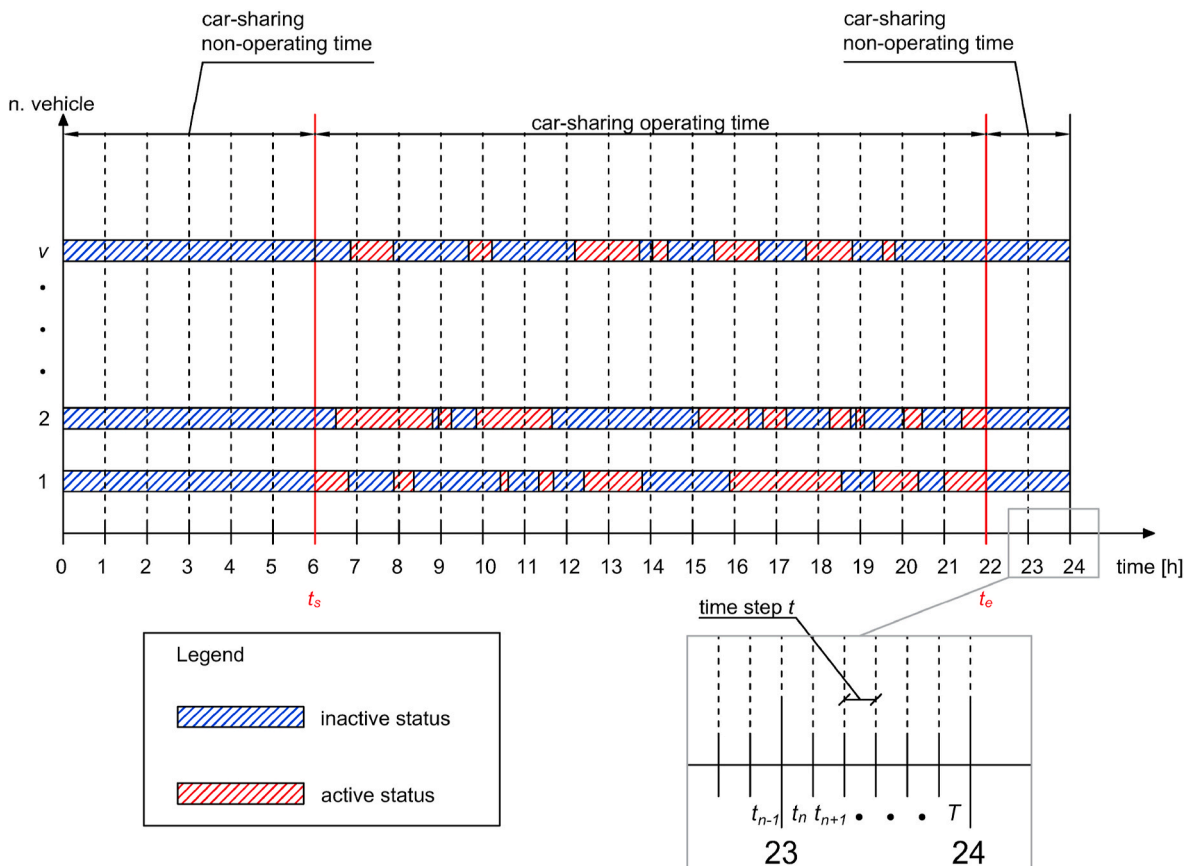 car-sharing
non-operating time
car-sharing
non-operating time
n. vehicle
car-sharing operating time
v
2
1
0 1 2 3 4 5 6 7 8 9 10 11 12 13 14 15 16 17 18 19 20 21 22 23 24 time [h]
ts te
time step t
Legend
inactive status
active status
tn-1 tn tn+1 • • • T
23 24